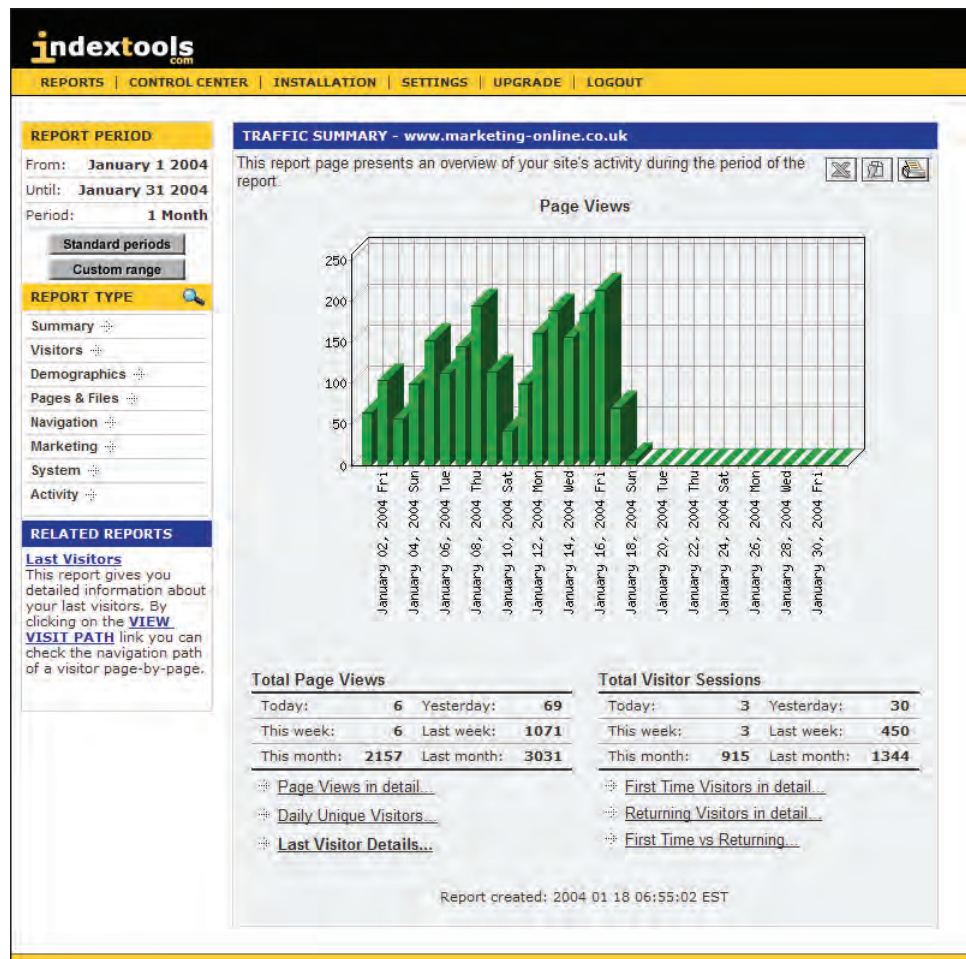 indextools
com
REPORTS | CONTROL CENTER | INSTALLATION | SETTINGS | UPGRADE | LOGOUT
REPORT PERIOD
From: January 1 2004
Until: January 31 2004
Period: 1 Month
Standard periods
Custom range
REPORT TYPE
Summary
Visitors
Demographics
Pages & Files
Navigation
Marketing
System
Activity
RELATED REPORTS
Last Visitors
This report gives you
detailed information about
your last visitors. By
clicking on the VIEW
VISIT PATH link you can
check the navigation path
of a visitor page-by-page.
TRAFFIC SUMMARY - www.marketing-online.co.uk
This report page presents an overview of your site's activity during the period of the
report.
Page Views
250
200
150
100
50
0
January 02, 2004 Fri
January 04, 2004 Sun
January 06, 2004 Tue
January 08, 2004 Thu
January 10, 2004 Sat
January 12, 2004 Mon
January 14, 2004 Wed
January 16, 2004 Fri
January 18, 2004 Sun
January 20, 2004 Tue
January 22, 2004 Thu
January 24, 2004 Sat
January 26, 2004 Mon
January 28, 2004 Wed
January 30, 2004 Fri
Total Page Views
Today: 6 Yesterday: 69
This week: 6 Last week: 1071
This month: 2157 Last month: 3031
Page Views in detail...
Daily Unique Visitors...
Last Visitor Details...
Total Visitor Sessions
Today: 3 Yesterday: 30
This week: 3 Last week: 450
This month: 915 Last month: 1344
First Time Visitors in detail...
Returning Visitors in detail...
First Time vs Returning...
Report created: 2004 01 18 06:55:02 EST